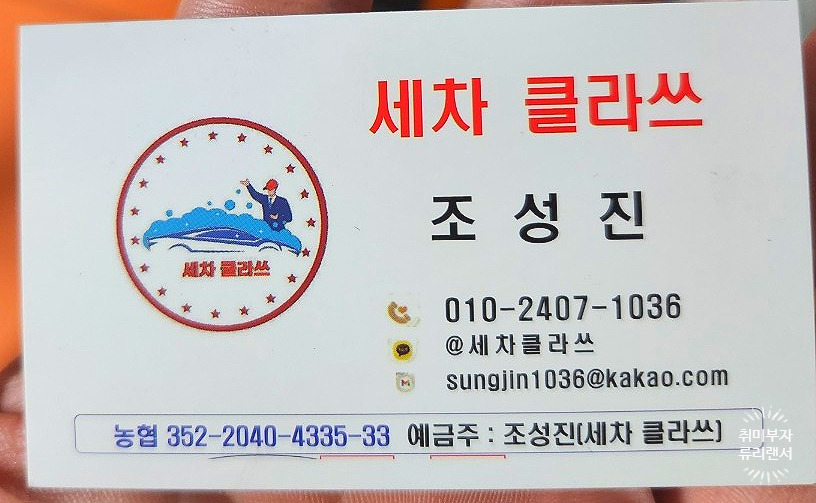 세차 클라쓰
조성진
세차 클라쓰
010-2407-1036
@세차클라쓰
sungjin1036@kakao.com
농협 352-2040-4335-33 예금주 : 조성진(세차 클라쓰)
취미부자
류리랜서